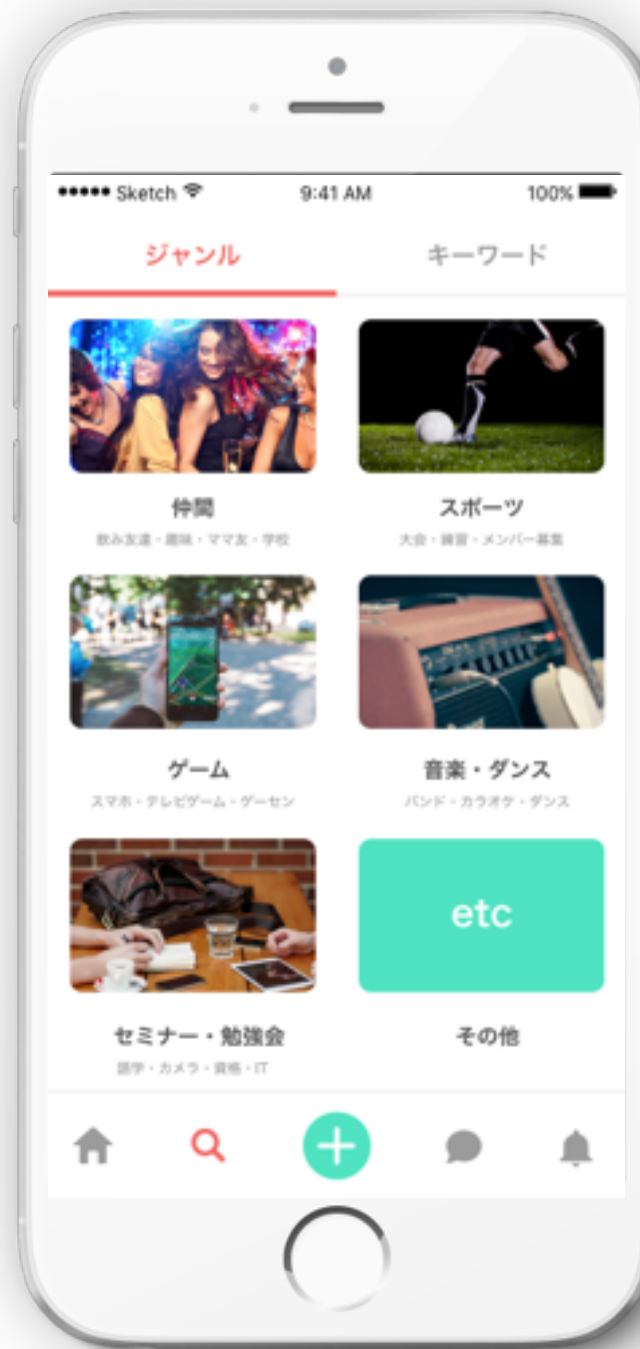 Sketch 9:41 AM 100%
ジャンル キーワード
仲間 スポーツ
飲み友達・趣味・ママ友・学校 大会・練習・メンバー募集
ゲーム 音楽・ダンス
スマホ・テレビゲーム・ゲーセン バンド・カラオケ・ダンス
etc
セミナー・勉強会 その他
語学・カメラ・資格・IT